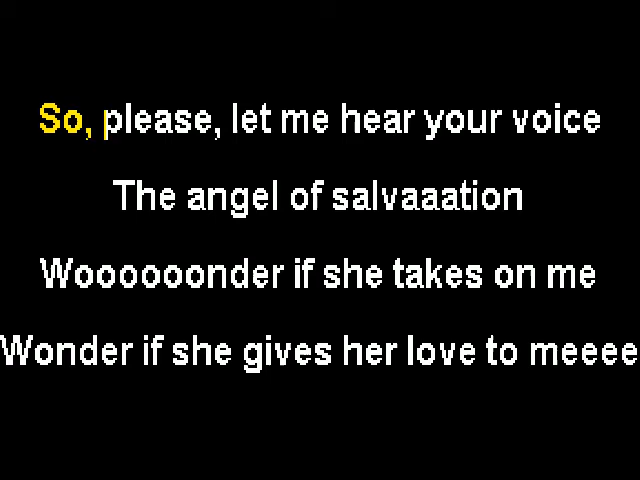 So, please, let me hear your voice
The angel of salvaaation
Woooooonder if she takes on me
Wonder if she gives her love to meeee